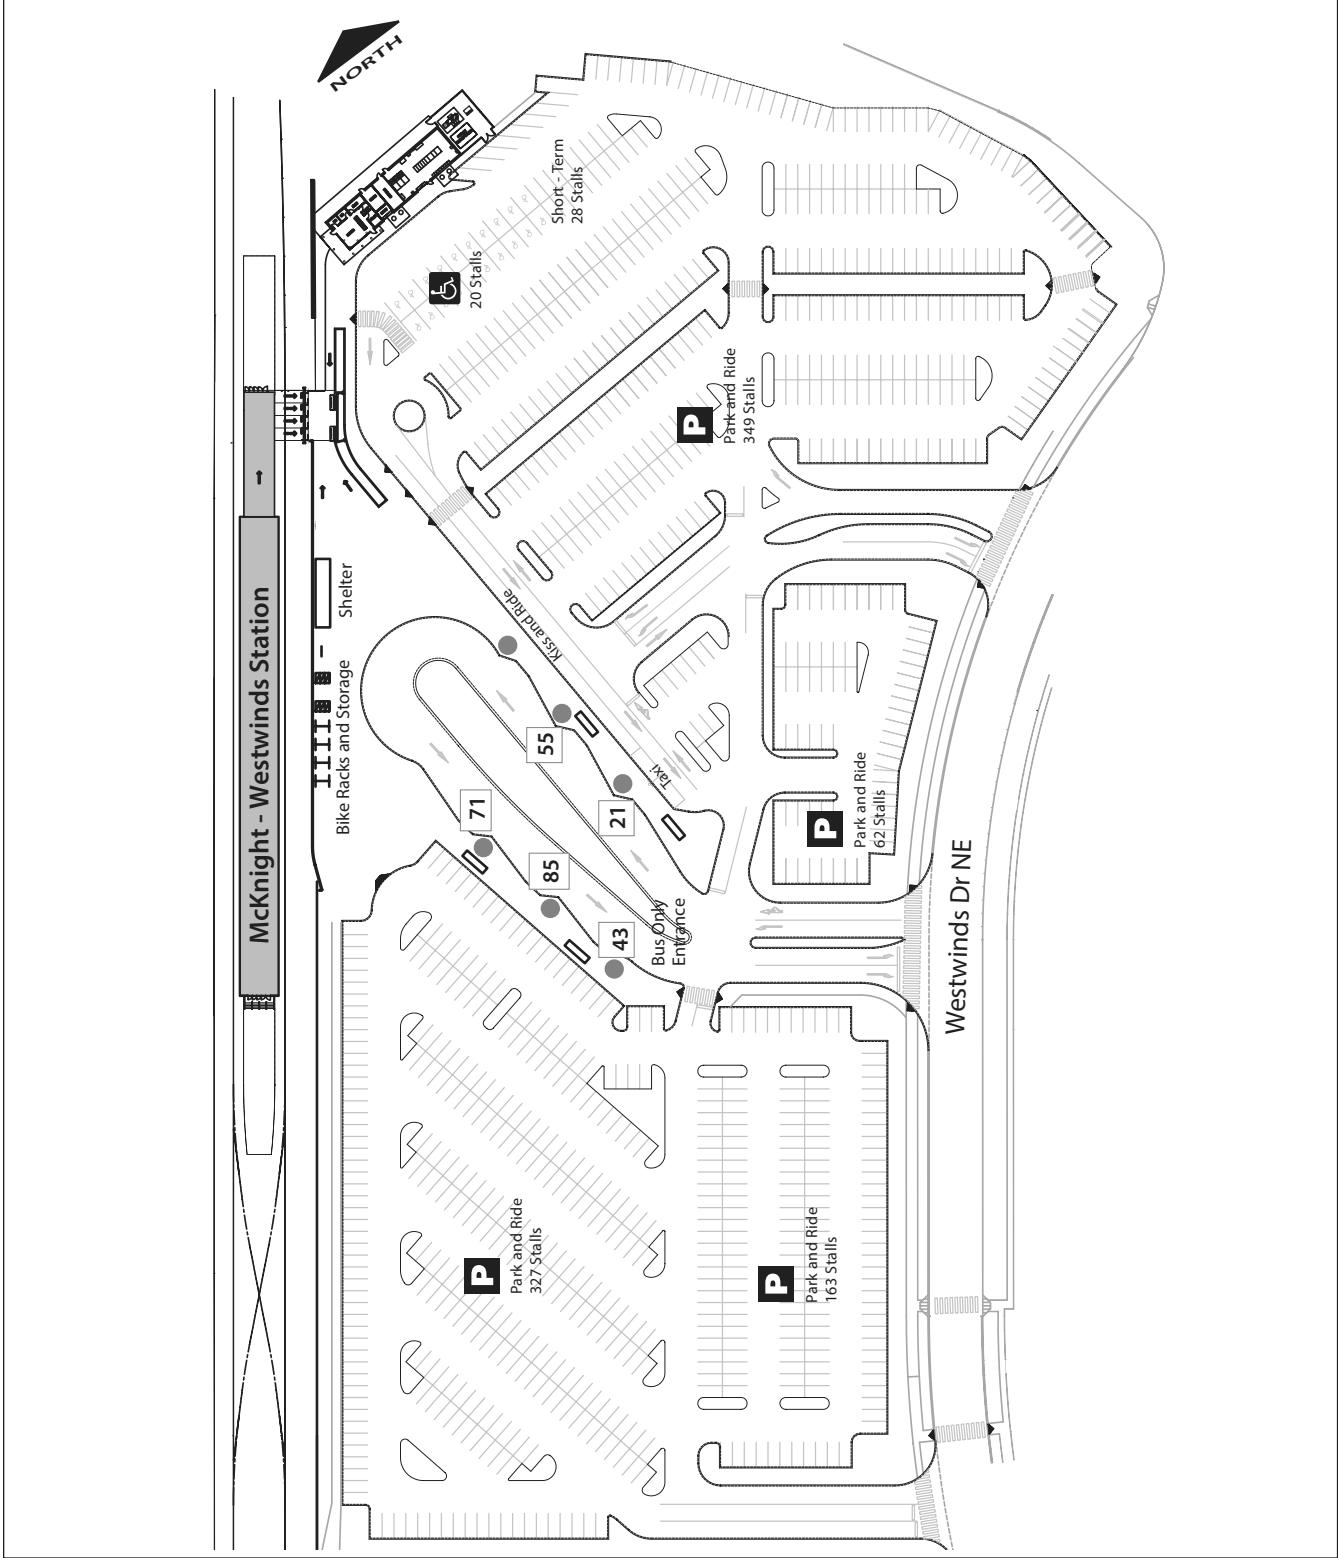 NORTH
McKnight - Westwinds Station
Shelter
Bike Racks and Storage
Short - Term
28 Stalls
20 Stalls
P
Park and Ride
349 Stalls
Kiss and Ride
Taxi
55
21
71
85
43
Bus Only
Entrance
P
Park and Ride
62 Stalls
Westwinds Dr NE
P
Park and Ride
327 Stalls
P
Park and Ride
163 Stalls